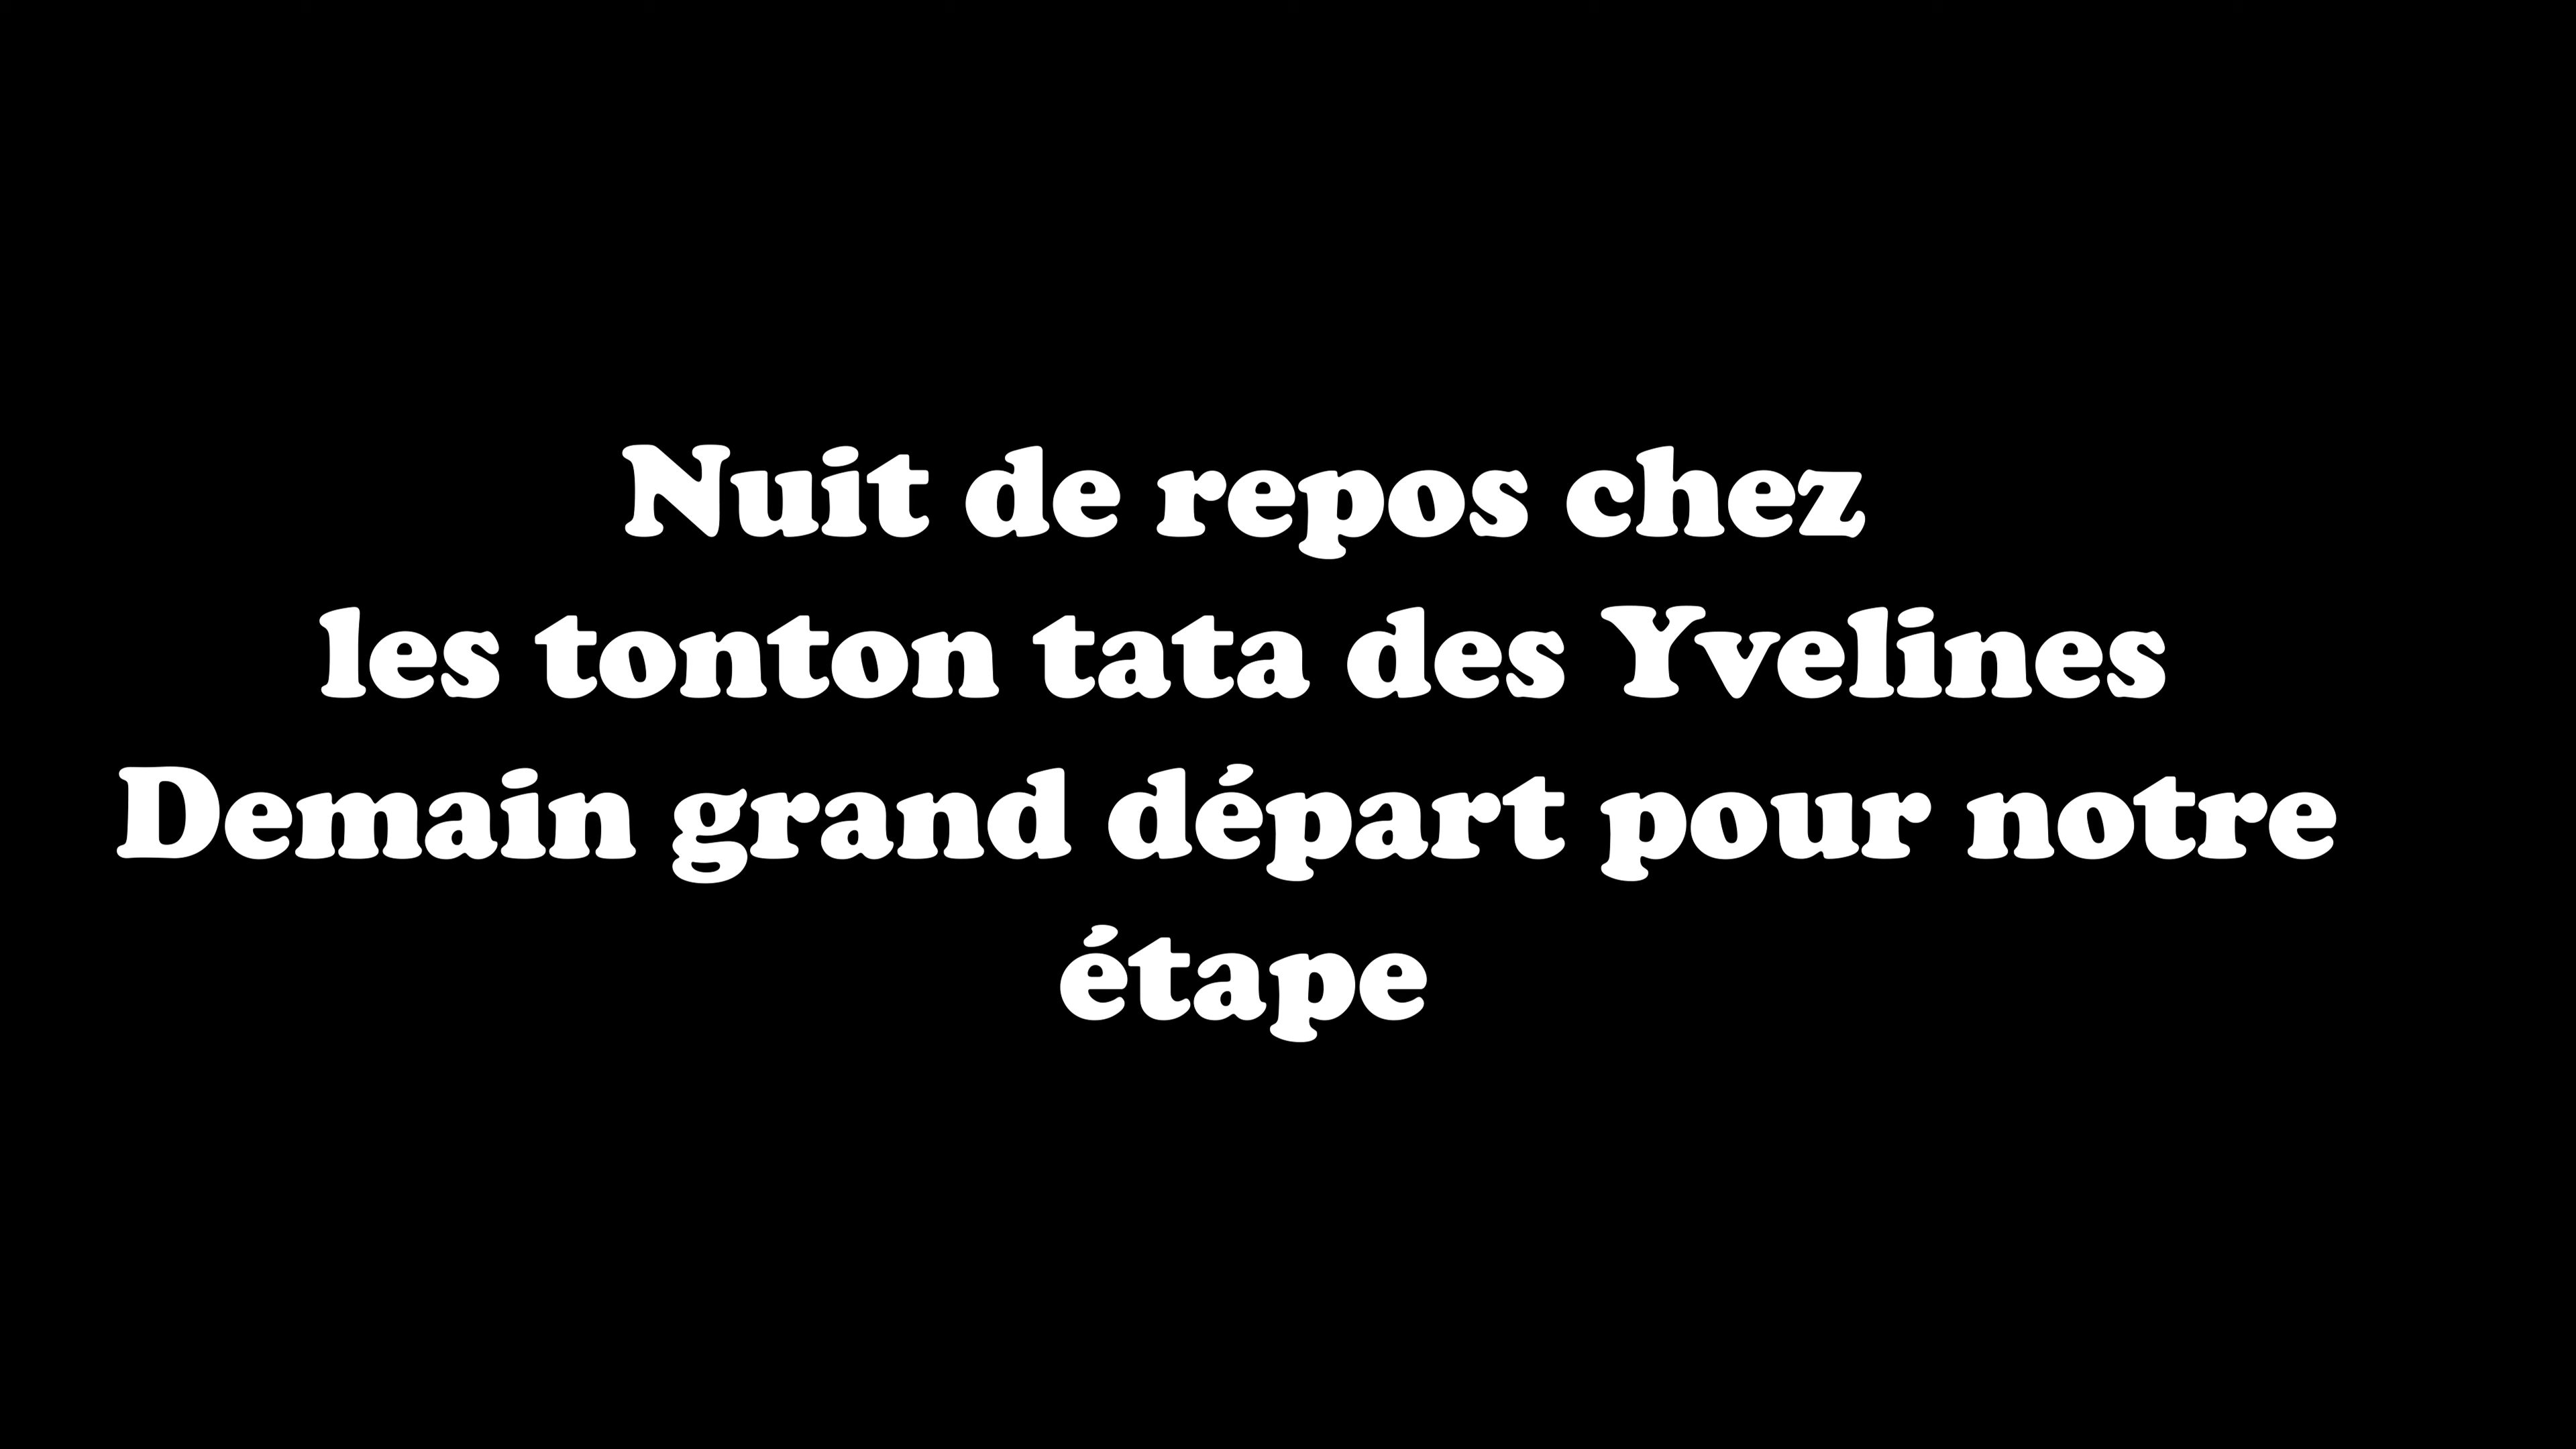 Nuit de repos chez
les tonton tata des Yvelines
Demain grand départ pour notre
étape